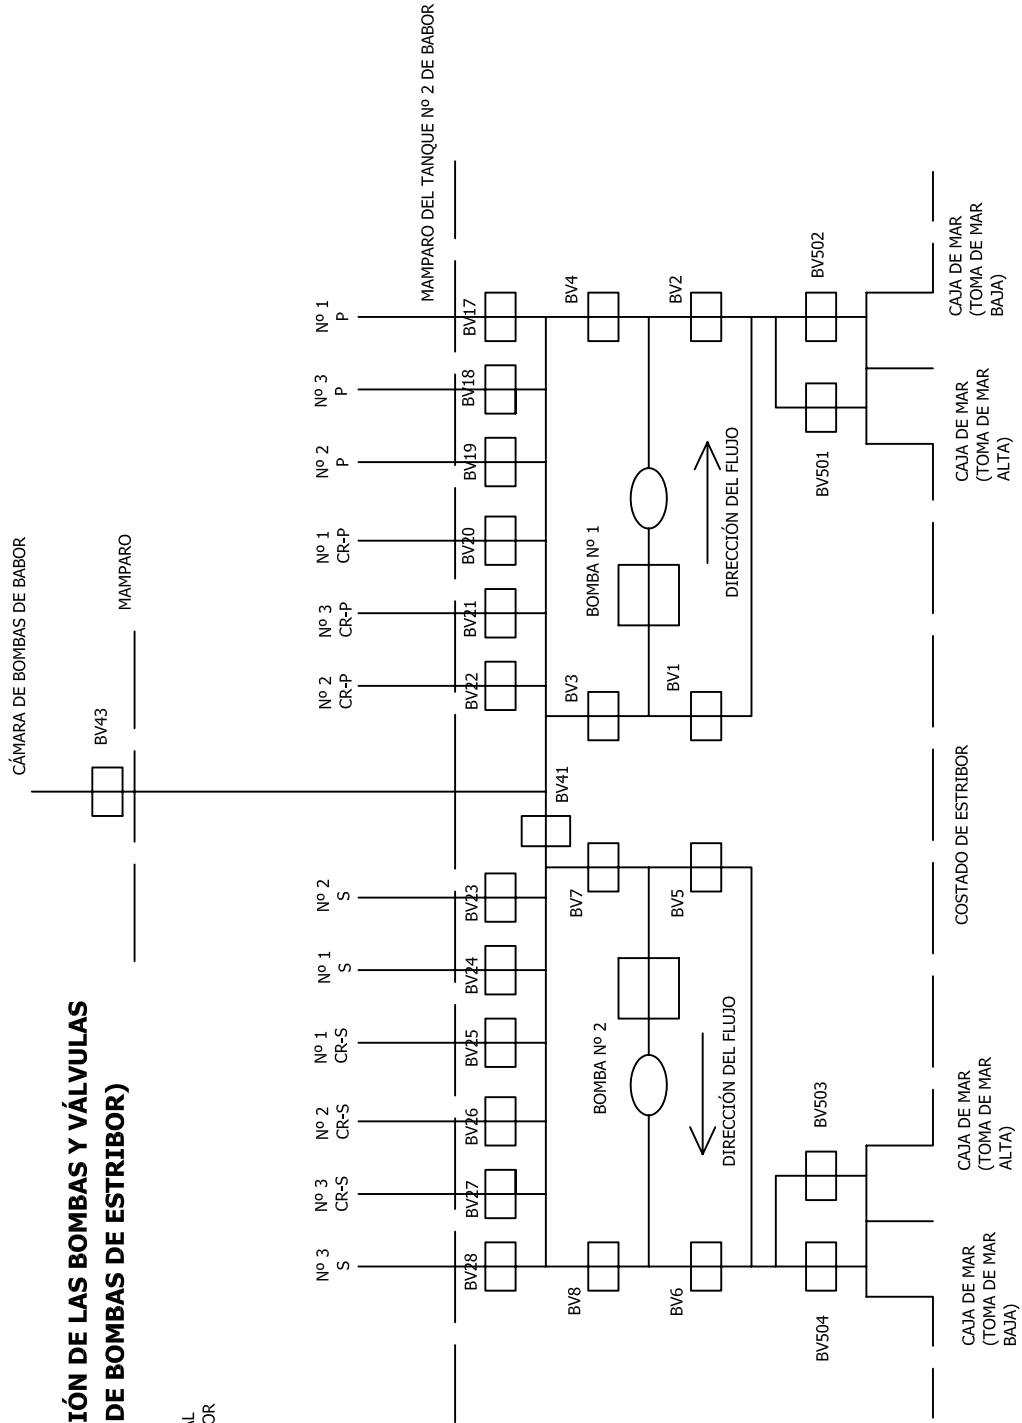 CÁMARA DE BOMBAS DE BABOR
IÓN DE LAS BOMBAS Y VÁLVULAS
DE BOMBAS DE ESTRIBOR)
BV43
MAMPARO
AL
OR
Nº 3
S
Nº 3
CR-S
Nº 2
CR-S
Nº 1
CR-S
Nº 1
S
Nº 2
S
Nº 2
CR-P
Nº 3
CR-P
Nº 1
CR-P
Nº 2
P
Nº 3
P
Nº 1
P
MAMPARO DEL TANQUE Nº 2 DE BABOR
BV28
BV27
BV26
BV25
BV24
BV23
BV22
BV21
BV20
BV19
BV18
BV17
BV41
BV8
BV7
BV3
BV4
BOMBA Nº 2
BOMBA Nº 1
BV6
BV5
BV1
BV2
DIRECCIÓN DEL FLUJO
DIRECCIÓN DEL FLUJO
BV504
BV503
BV501
BV502
CAJA DE MAR
(TOMA DE MAR
BAJA)
CAJA DE MAR
(TOMA DE MAR
ALTA)
COSTADO DE ESTRIBOR
CAJA DE MAR
(TOMA DE MAR
ALTA)
CAJA DE MAR
(TOMA DE MAR
BAJA)